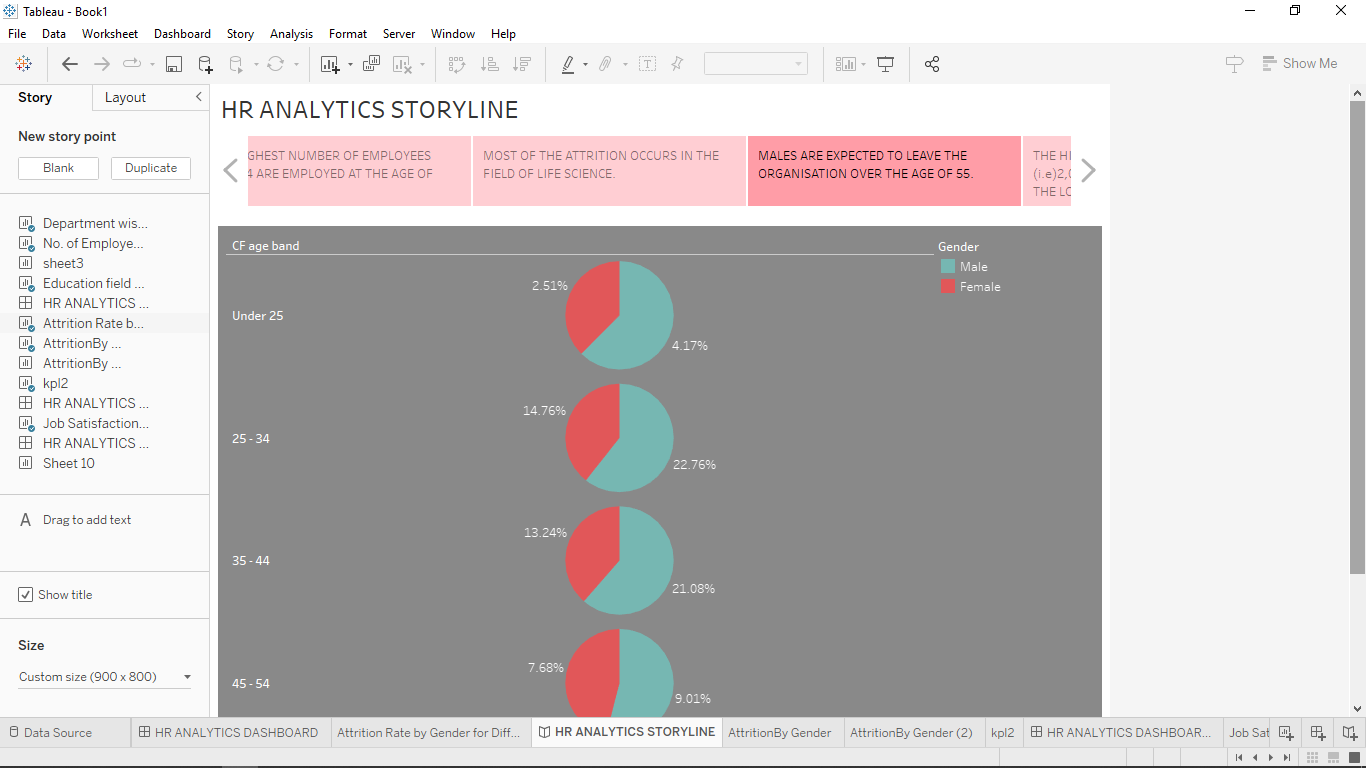 Tableau - Book1
File Data Worksheet Dashboard Story Analysis Format Server Window Help
Show Me
Story Layout
New story point
Blank Duplicate
Department wis...
No. of Employe...
sheet3
Education field ...
HR ANALYTICS ...
Attrition Rate b...
AttritionBy ...
AttritionBy ...
kpl2
HR ANALYTICS ...
Job Satisfaction...
HR ANALYTICS ...
Sheet 10
A Drag to add text
Show title
Size
Custom size (900 x 800)
HR ANALYTICS STORYLINE
GHEST NUMBER OF EMPLOYEES
4 ARE EMPLOYED AT THE AGE OF
MOST OF THE ATTRITION OCCURS IN THE
FIELD OF LIFE SCIENCE.
MALES ARE EXPECTED TO LEAVE THE
ORGANISATION OVER THE AGE OF 55.
THE HI
(i.e)2,0
THE LO
CF age band
Gender
Male
Female
Under 25
2.51%
4.17%
25 - 34
14.76%
22.76%
35 - 44
13.24%
21.08%
45 - 54
7.68%
9.01%
Data Source HR ANALYTICS DASHBOARD Attrition Rate by Gender for Diff... HR ANALYTICS STORYLINE AttritionBy Gender AttritionBy Gender (2) kpl2 HR ANALYTICS DASHBOAR... Job Sat